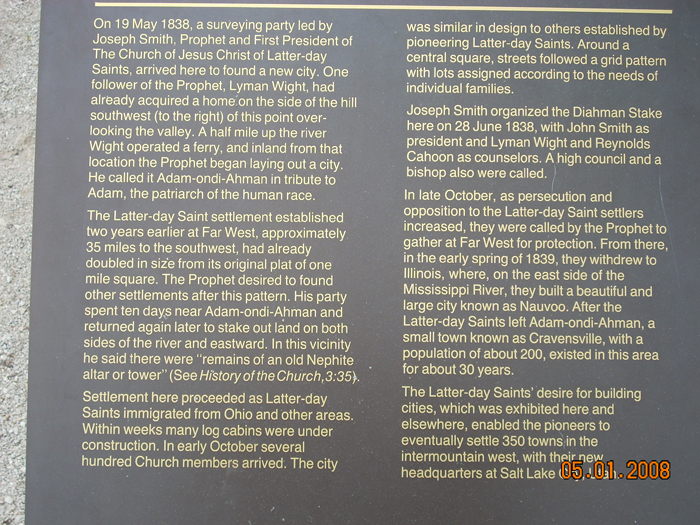 On 19 May 1838, a surveying party led by
Joseph Smith, Prophet and First President of
The Church of Jesus Christ of Latter-day
Saints, arrived here to found a new city. One
follower of the Prophet, Lyman Wight, had
already acquired a home on the side of the hill
southwest (to the right) of this point over-
looking the valley. A half mile up the river
Wight operated a ferry, and inland from that
location the Prophet began laying out a city.
He called it Adam-ondi-Ahman in tribute to
Adam, the patriarch of the human race.
The Latter-day Saint settlement established
two years earlier at Far West, approximately
35 miles to the southwest, had already
doubled in size from its original plat of one
mile square. The Prophet desired to found
other settlements after this pattern. His party
spent ten days near Adam-ondi-Ahman and
returned again later to stake out land on both
sides of the river and eastward. In this vicinity
he said there were "remains of an old Nephite
altar or tower" (See History of the Church, 3:35).
Settlement here preceeded as Latter-day
Saints immigrated from Ohio and other areas.
Within weeks many log cabins were under
construction. In early October several
hundred Church members arrived. The city
was similar in design to others established by
pioneering Latter-day Saints. Around a
central square, streets followed a grid pattern
with lots assigned according to the needs of
individual families.
Joseph Smith organized the Diahman Stake
here on 28 June 1838, with John Smith as
president and Lyman Wight and Reynolds
Cahoon as counselors. A high council and a
bishop also were called.
In late October, as persecution and
opposition to the Latter-day Saint settlers
increased, they were called by the Prophet to
gather at Far West for protection. From there,
in the early spring of 1839, they withdrew to
Illinois, where, on the east side of the
Mississippi River, they built a beautiful and
large city known as Nauvoo. After the
Latter-day Saints left Adam-ondi-Ahman, a
small town known as Cravensville, with a
population of about 200, existed in this area
for about 30 years.
The Latter-day Saints' desire for building
cities, which was exhibited here and
elsewhere, enabled the pioneers to
eventually settle 350 towns in the
intermountain west, with their new
headquarters at Salt Lake
05.01.2008